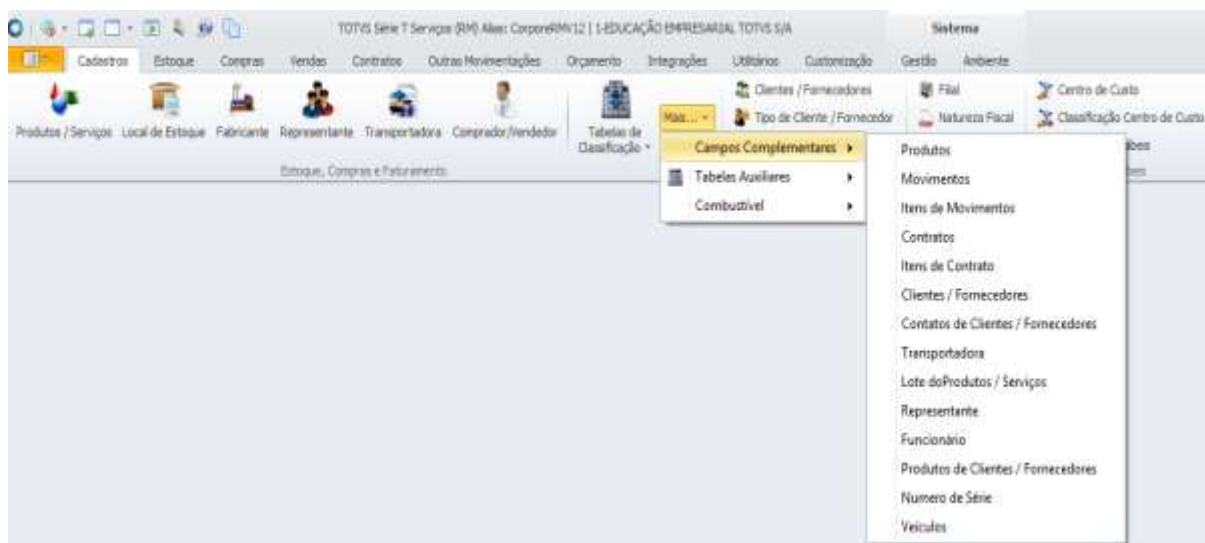 TOTVS Série T Serviços (RM) Alias: CorporeRMV12 | 1-EDUCAÇÃO EMPRESARIAL TOTVS S/A
Sistema
Cadastros Estoque Compras Vendas Contratos Outras Movimentações Orçamento Integrações Utilitários Customização Gestão Ambiente
Produtos / Serviços Local de Estoque Fabricante Representante Transportadora Comprador/Vendedor Tabelas de Classificação
Mais...
Clientes / Fornecedores
Tipo de Cliente / Fornecedor
Filial
Natureza Fiscal
Centro de Custo
Classificação Centro de Custo
Estoque, Compras e Faturamento
Campos Complementares
Tabelas Auxiliares
Combustível
Produtos
Movimentos
Itens de Movimentos
Contratos
Itens de Contrato
Clientes / Fornecedores
Contatos de Clientes / Fornecedores
Transportadora
Lote doProdutos / Serviços
Representante
Funcionário
Produtos de Clientes / Fornecedores
Numero de Série
Veículos